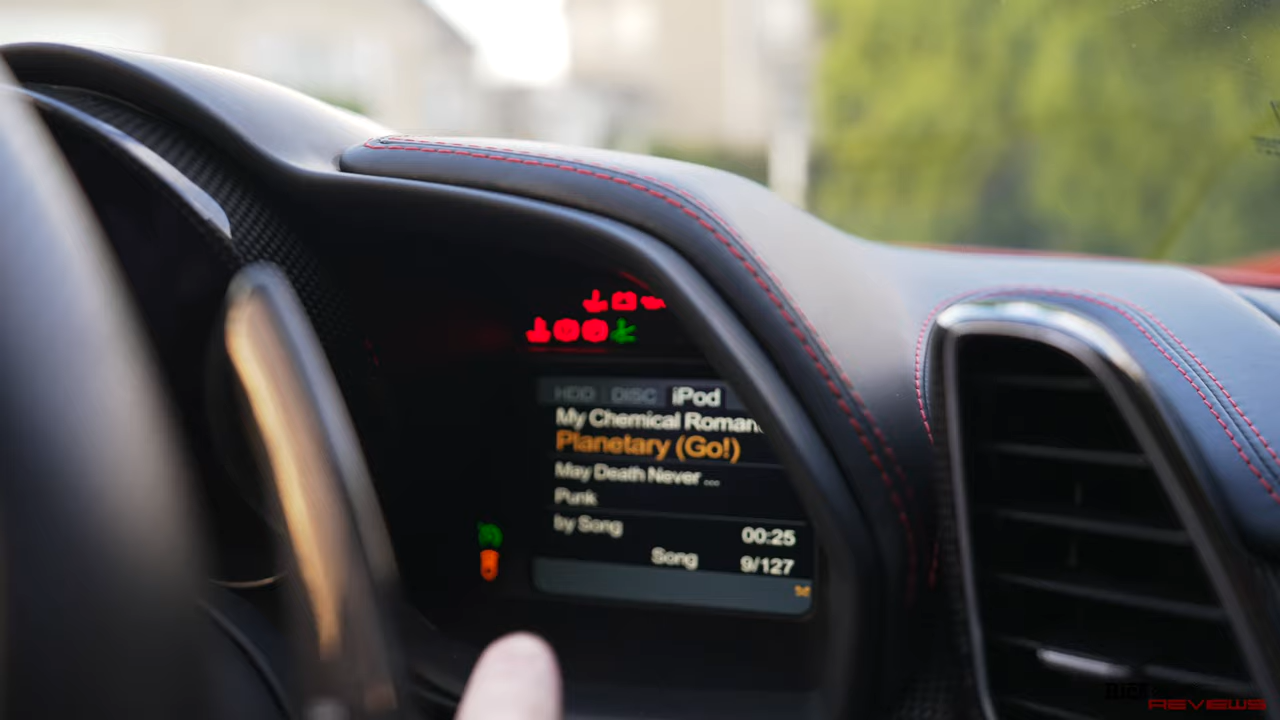 HDD DISC iPod
My Chemical Roman
Planetary (Go!)
May Death Never ...
Punk
by Song 00:25
Song 9/127
REVIEWS